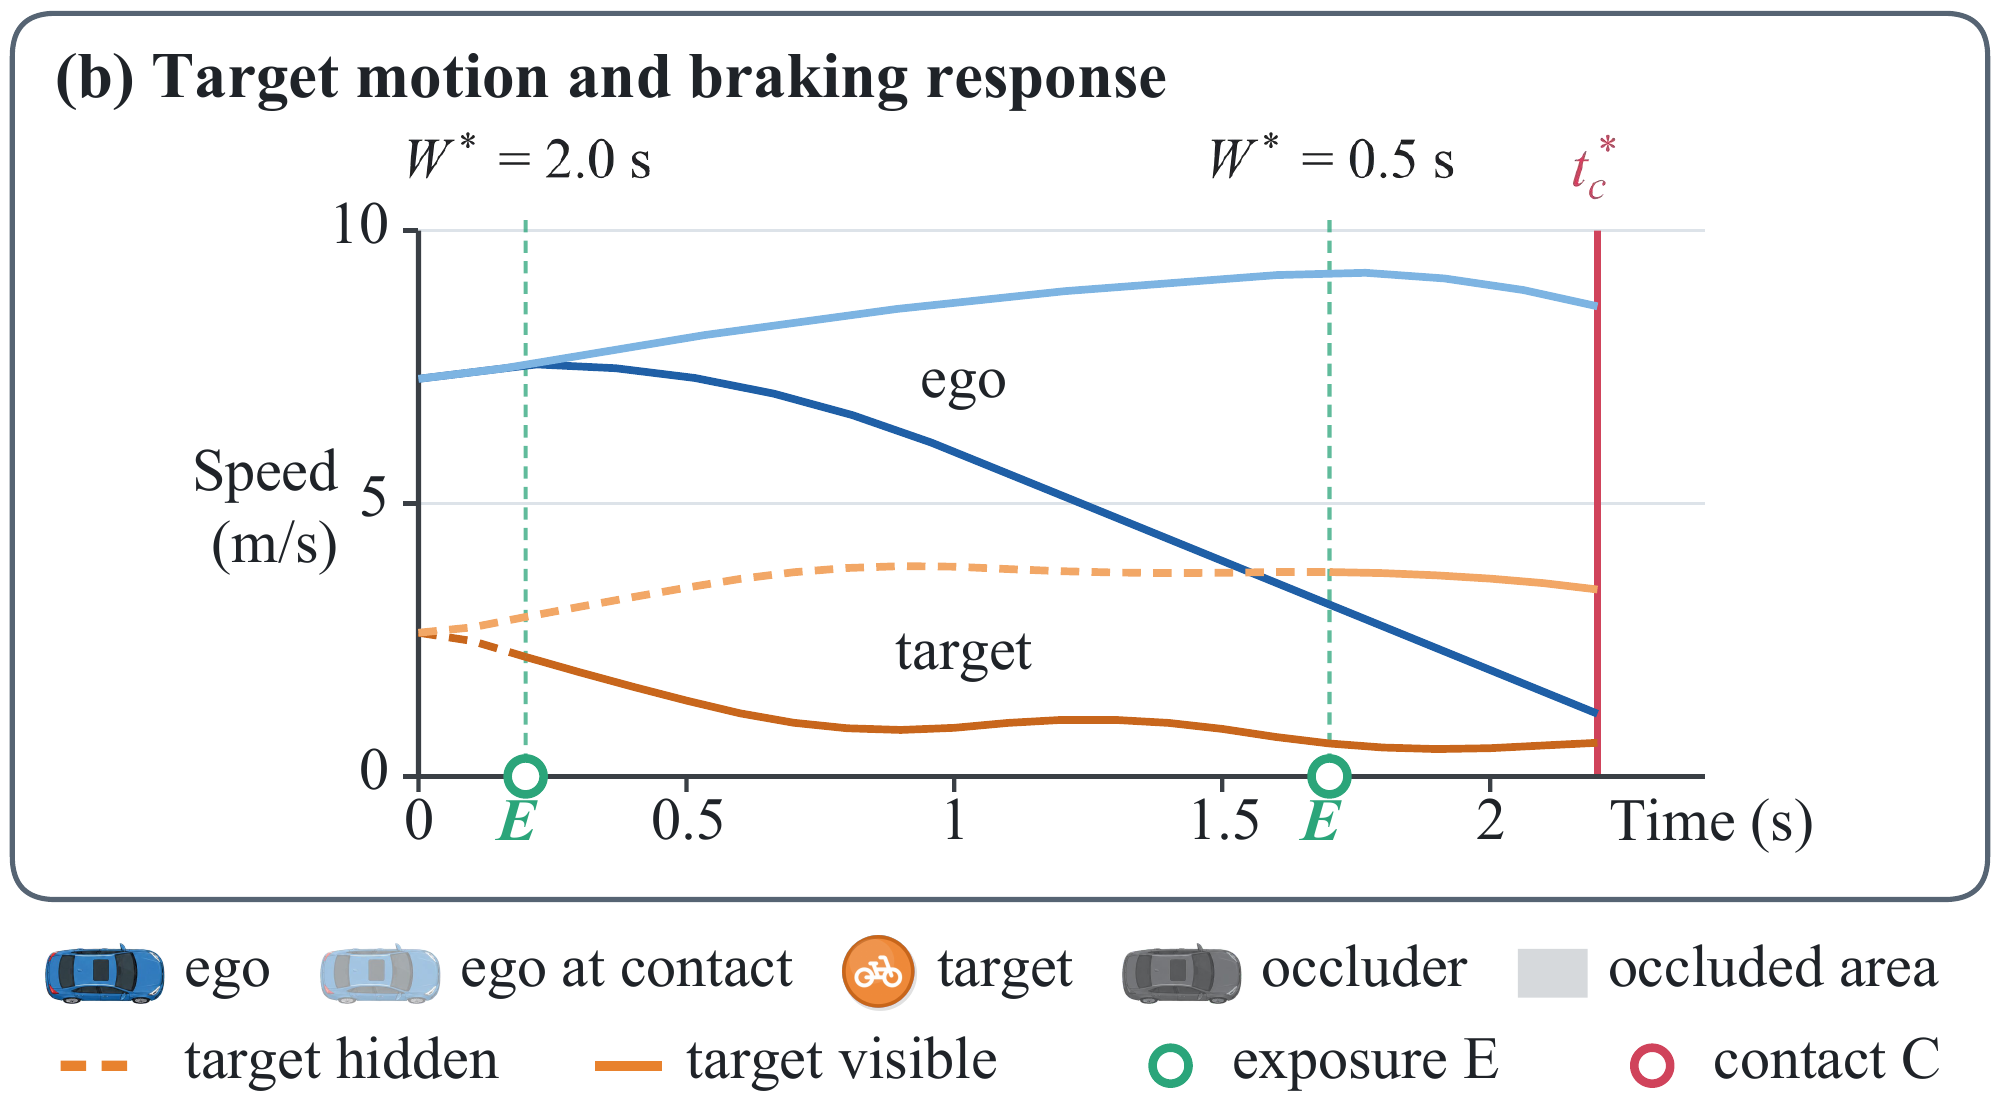 (b) Target motion and braking response
W* = 2.0 s
W* = 0.5 s
t_c*
10
5
0
Speed
(m/s)
ego
target
0
E
0.5
1
1.5
E
2
Time (s)
ego
ego at contact
target
occluder
occluded area
target hidden
target visible
exposure E
contact C